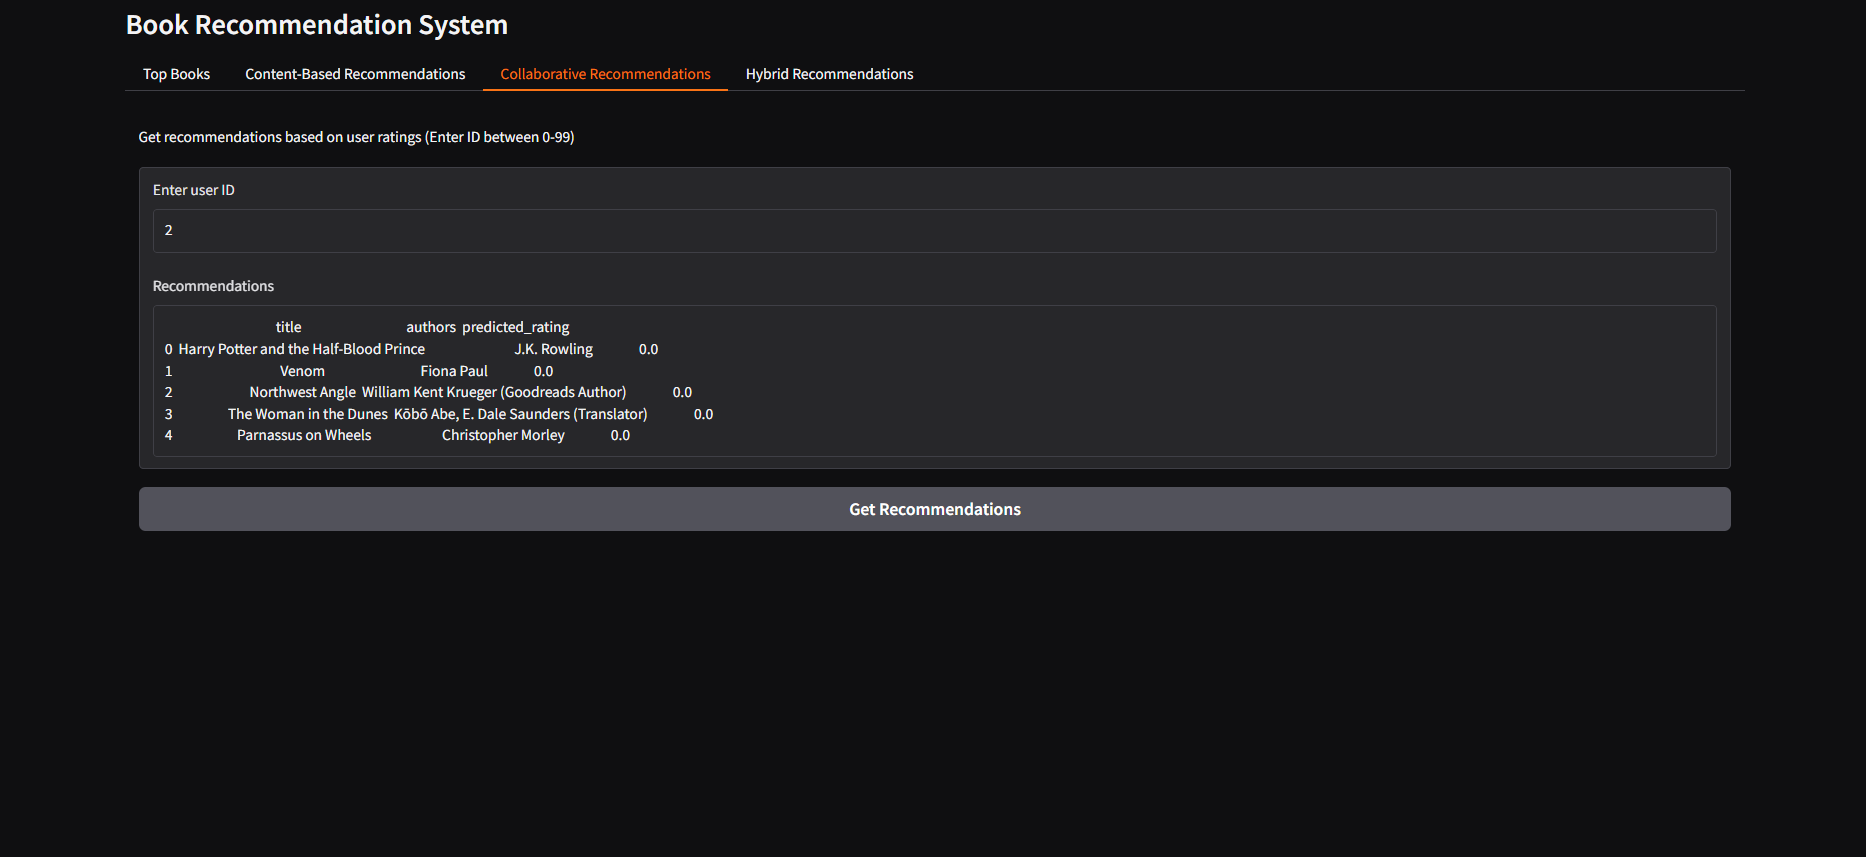 Book Recommendation System
Top Books Content-Based Recommendations Collaborative Recommendations Hybrid Recommendations
Get recommendations based on user ratings (Enter ID between 0-99)
Enter user ID
2
Recommendations
title authors predicted_rating
0 Harry Potter and the Half-Blood Prince J.K. Rowling 0.0
1 Venom Fiona Paul 0.0
2 Northwest Angle William Kent Krueger (Goodreads Author) 0.0
3 The Woman in the Dunes Kōbō Abe, E. Dale Saunders (Translator) 0.0
4 Parnassus on Wheels Christopher Morley 0.0
Get Recommendations